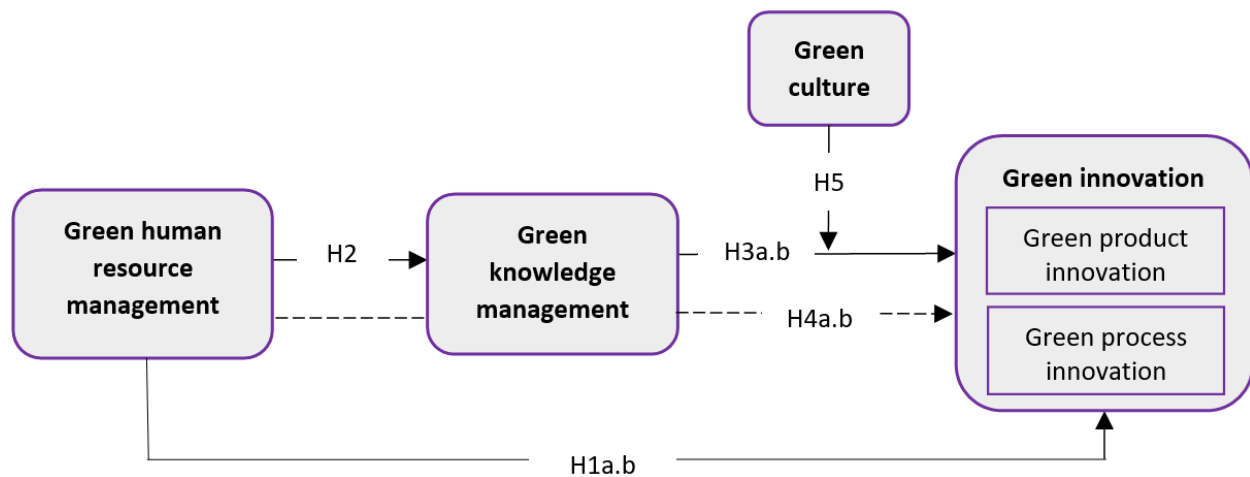 Green
culture
H5
Green innovation
Green human
resource
management
H2
Green
knowledge
management
H3a.b
Green product
innovation
H4a.b
Green process
innovation
H1a.b